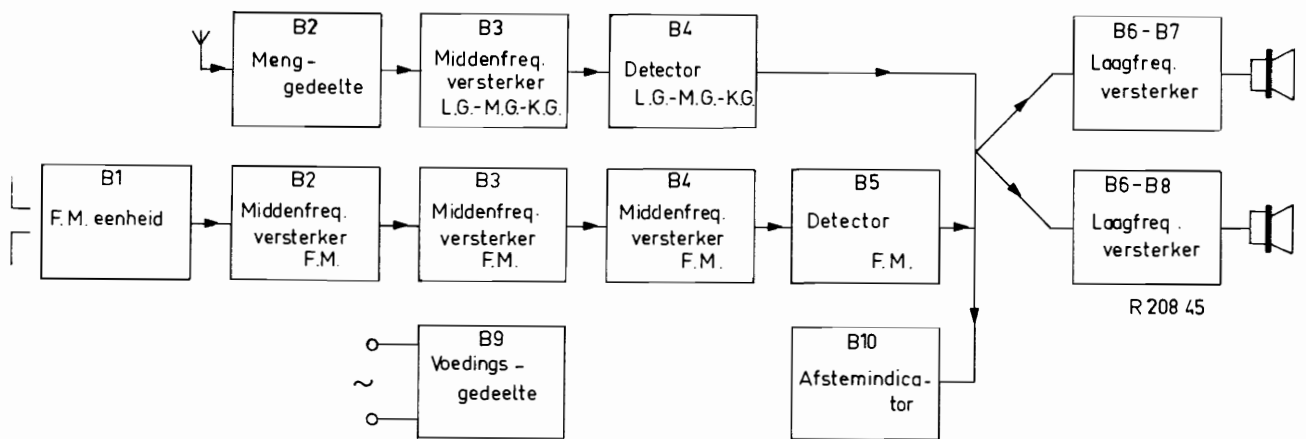 B2
Meng-
gedeelte
B3
Middenfreq.
versterker
L.G.-M.G.-K.G.
B4
Detector
L.G.-M.G.-K.G.
B6-B7
Laagfreq.
versterker
B1
F.M. eenheid
B2
Middenfreq.
versterker
F.M.
B3
Middenfreq.
versterker
F.M.
B4
Middenfreq.
versterker
F.M.
B5
Detector
F.M.
B6-B8
Laagfreq.
versterker
R 208 45
~
B9
Voedings-
gedeelte
B10
Afstemindica-
tor